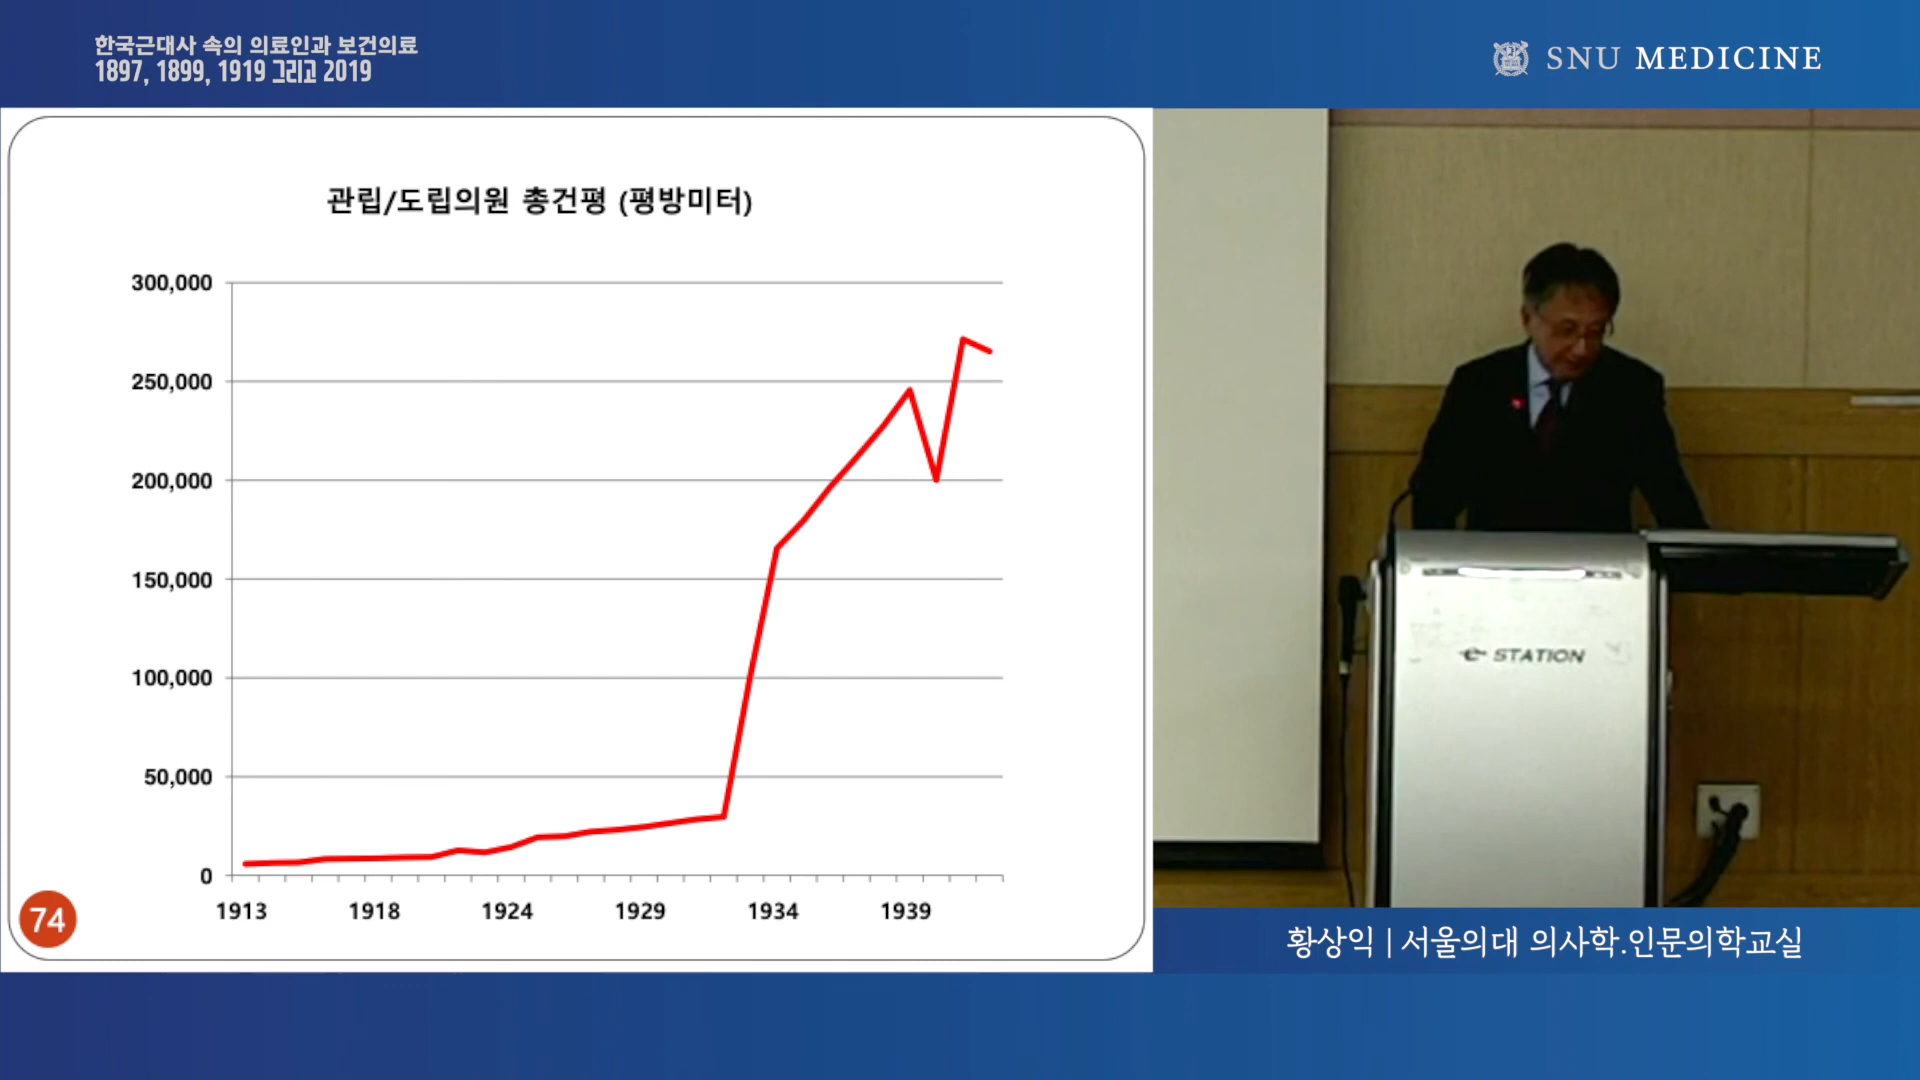 한국근대사 속의 의료인과 보건의료
1897, 1899, 1919 그리고 2019
SNU MEDICINE
관립/도립의원 총건평 (평방미터)
300,000
250,000
200,000
150,000
100,000
50,000
0
1913 1918 1924 1929 1934 1939
74
e-STATION
황상익 | 서울의대 의사학.인문의학교실